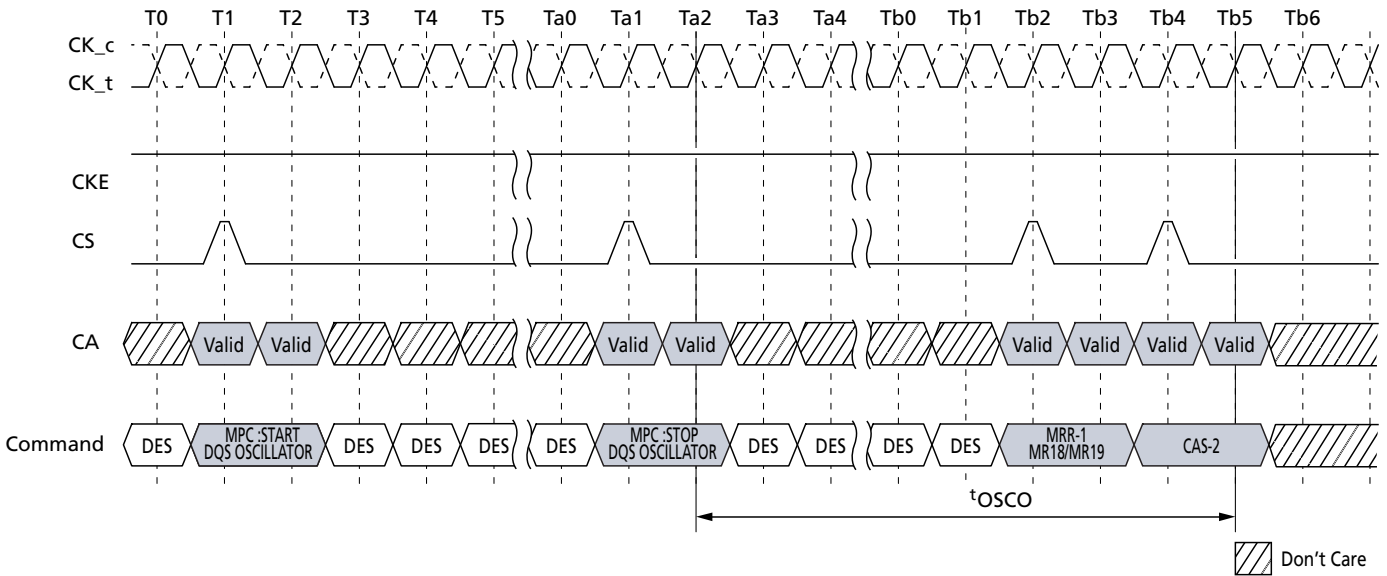 T0 T1 T2 T3 T4 T5 Ta0 Ta1 Ta2 Ta3 Ta4 Tb0 Tb1 Tb2 Tb3 Tb4 Tb5 Tb6
CK_c
CK_t
CKE
CS
CA Valid Valid Valid Valid Valid Valid Valid Valid
Command DES MPC :START DQS OSCILLATOR DES DES DES DES MPC :STOP DQS OSCILLATOR DES DES DES DES MRR-1 MR18/MR19 CAS-2
tOSCO
Don't Care